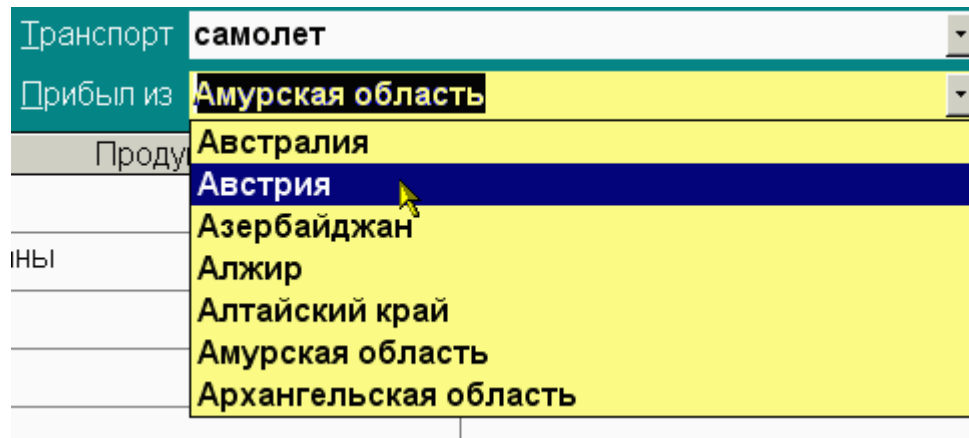 Транспорт самолет
Прибыл из Амурская область
Австралия
Австрия
Азербайджан
Алжир
Алтайский край
Амурская область
Архангельская область